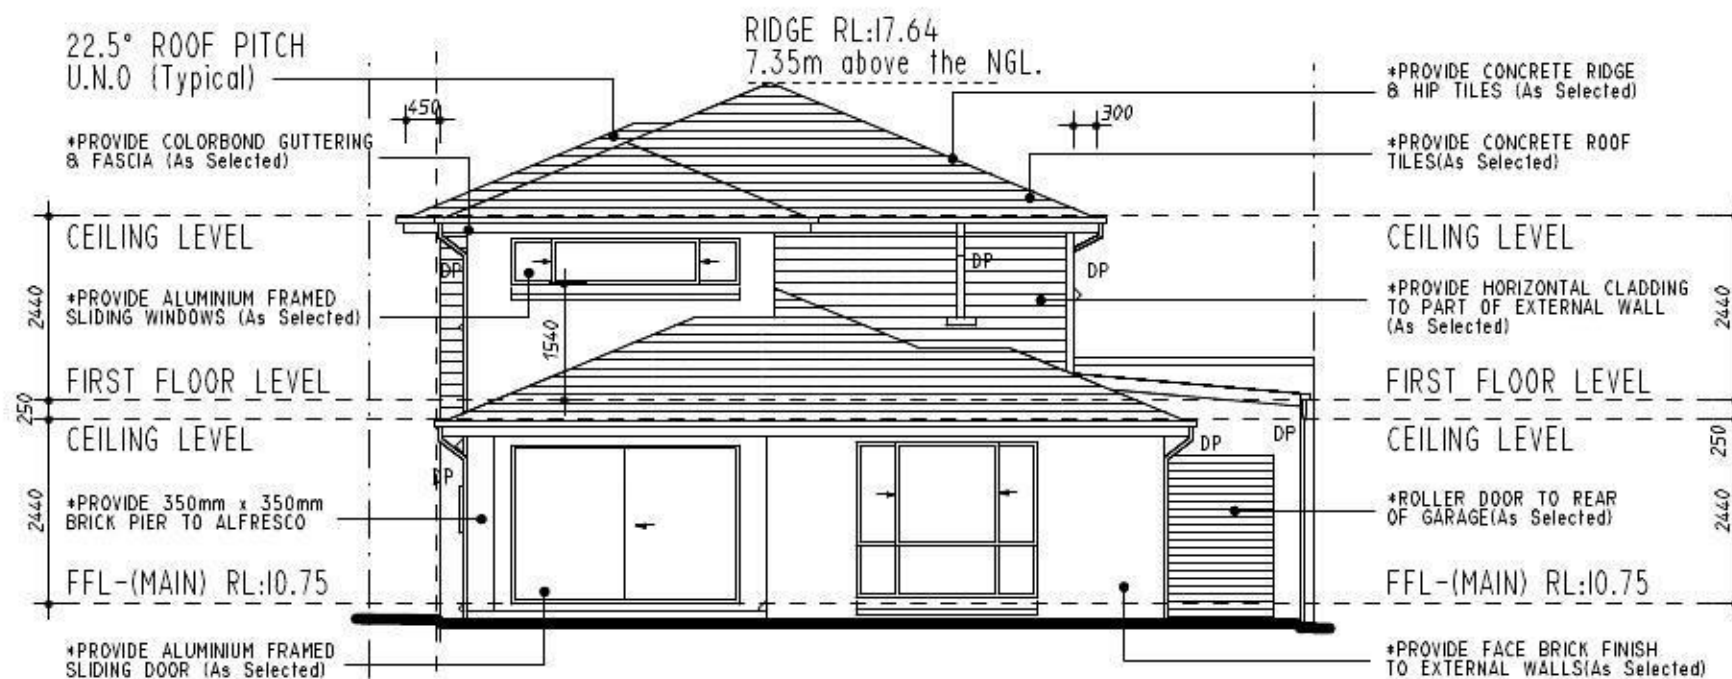 22.5° ROOF PITCH
U.N.O (Typical)
RIDGE RL:17.64
7.35m above the NGL.
450
300
*PROVIDE COLORBOND GUTTERING
& FASCIA (As Selected)
*PROVIDE CONCRETE RIDGE
& HIP TILES (As Selected)
*PROVIDE CONCRETE ROOF
TILES(As Selected)
CEILING LEVEL
CEILING LEVEL
DP
DP
DP
*PROVIDE ALUMINIUM FRAMED
SLIDING WINDOWS (As Selected)
*PROVIDE HORIZONTAL CLADDING
TO PART OF EXTERNAL WALL
(As Selected)
2440
1540
2440
FIRST FLOOR LEVEL
FIRST FLOOR LEVEL
250
250
CEILING LEVEL
CEILING LEVEL
DP
DP
DP
*PROVIDE 350mm x 350mm
BRICK PIER TO ALFRESCO
*ROLLER DOOR TO REAR
OF GARAGE(As Selected)
2440
2440
FFL-(MAIN) RL:10.75
FFL-(MAIN) RL:10.75
*PROVIDE ALUMINIUM FRAMED
SLIDING DOOR (As Selected)
*PROVIDE FACE BRICK FINISH
TO EXTERNAL WALLS(As Selected)